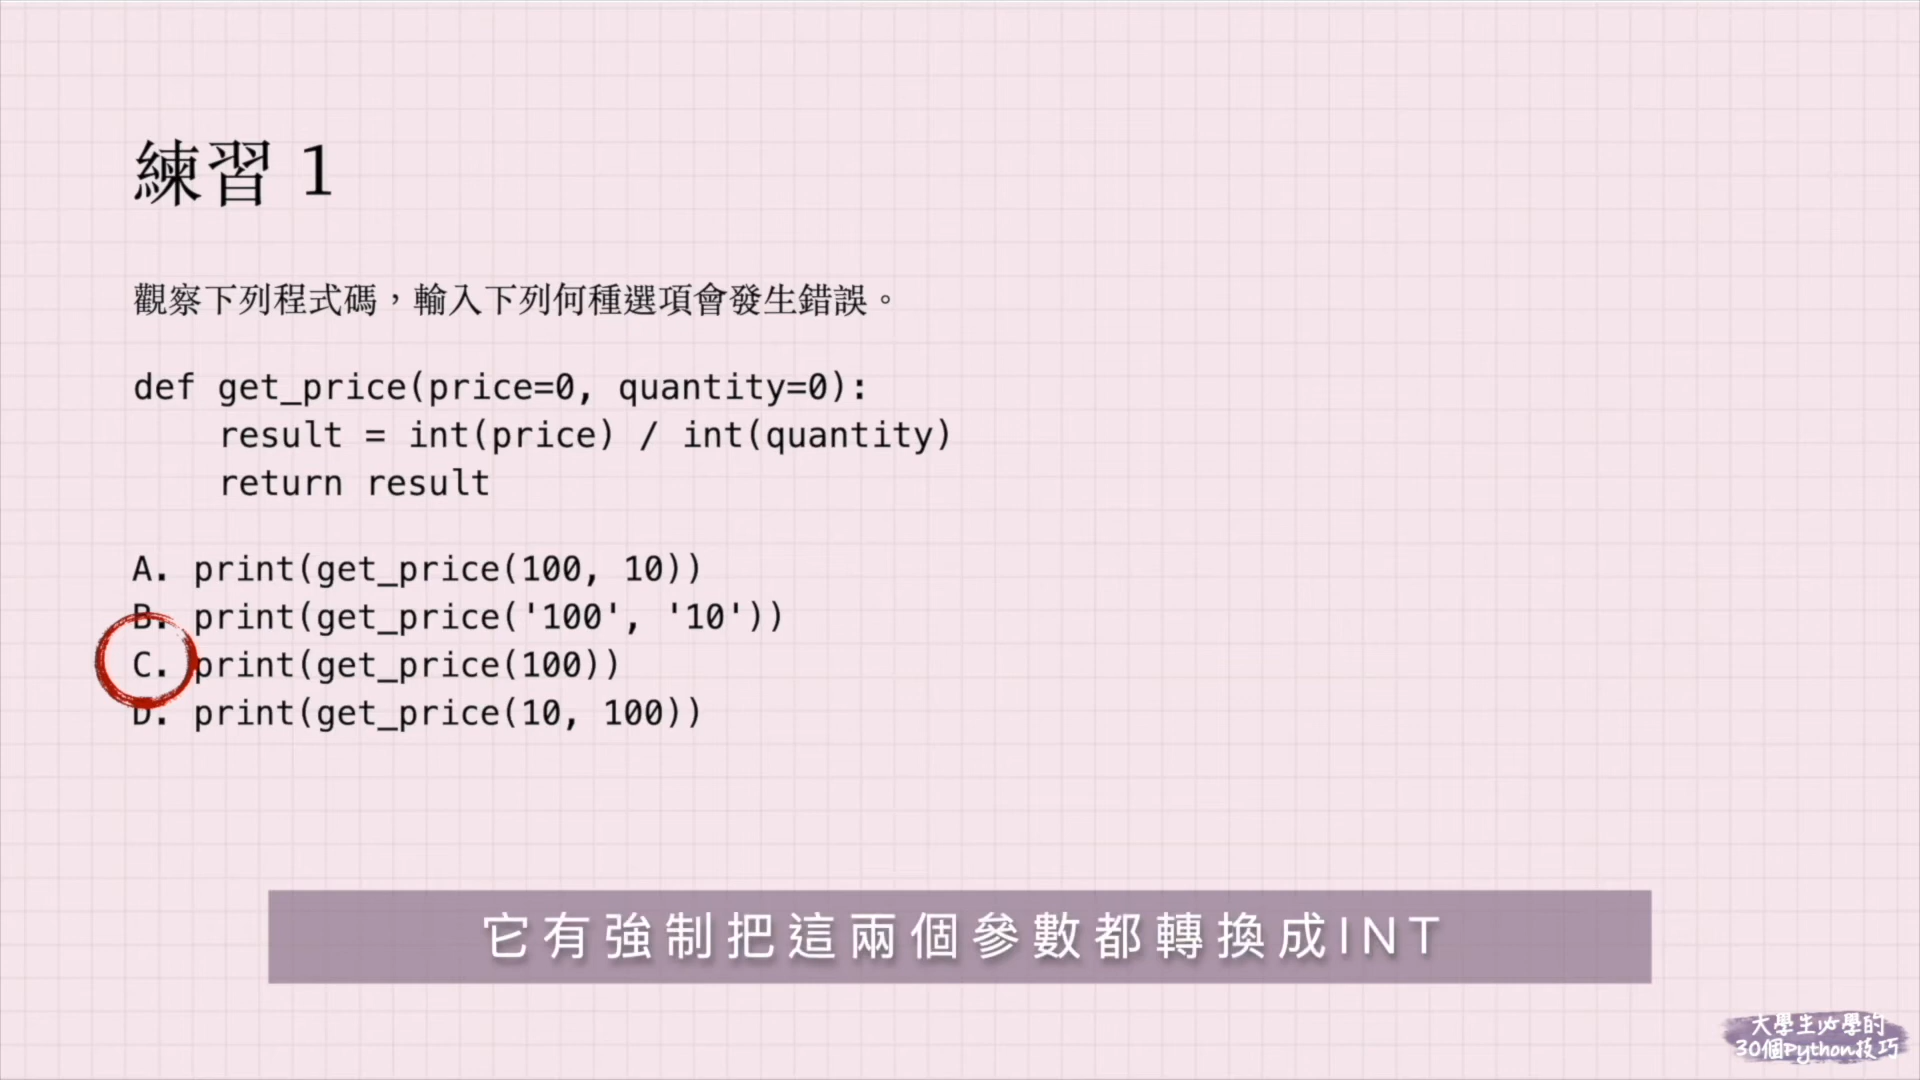 練習 1
觀察下列程式碼，輸入下列何種選項會發生錯誤。
def get_price(price=0, quantity=0):
    result = int(price) / int(quantity)
    return result
A. print(get_price(100, 10))
B. print(get_price('100', '10'))
C. print(get_price(100))
D. print(get_price(10, 100))
它有強制把這兩個參數都轉換成INT
大學生必學的
30個Python技巧